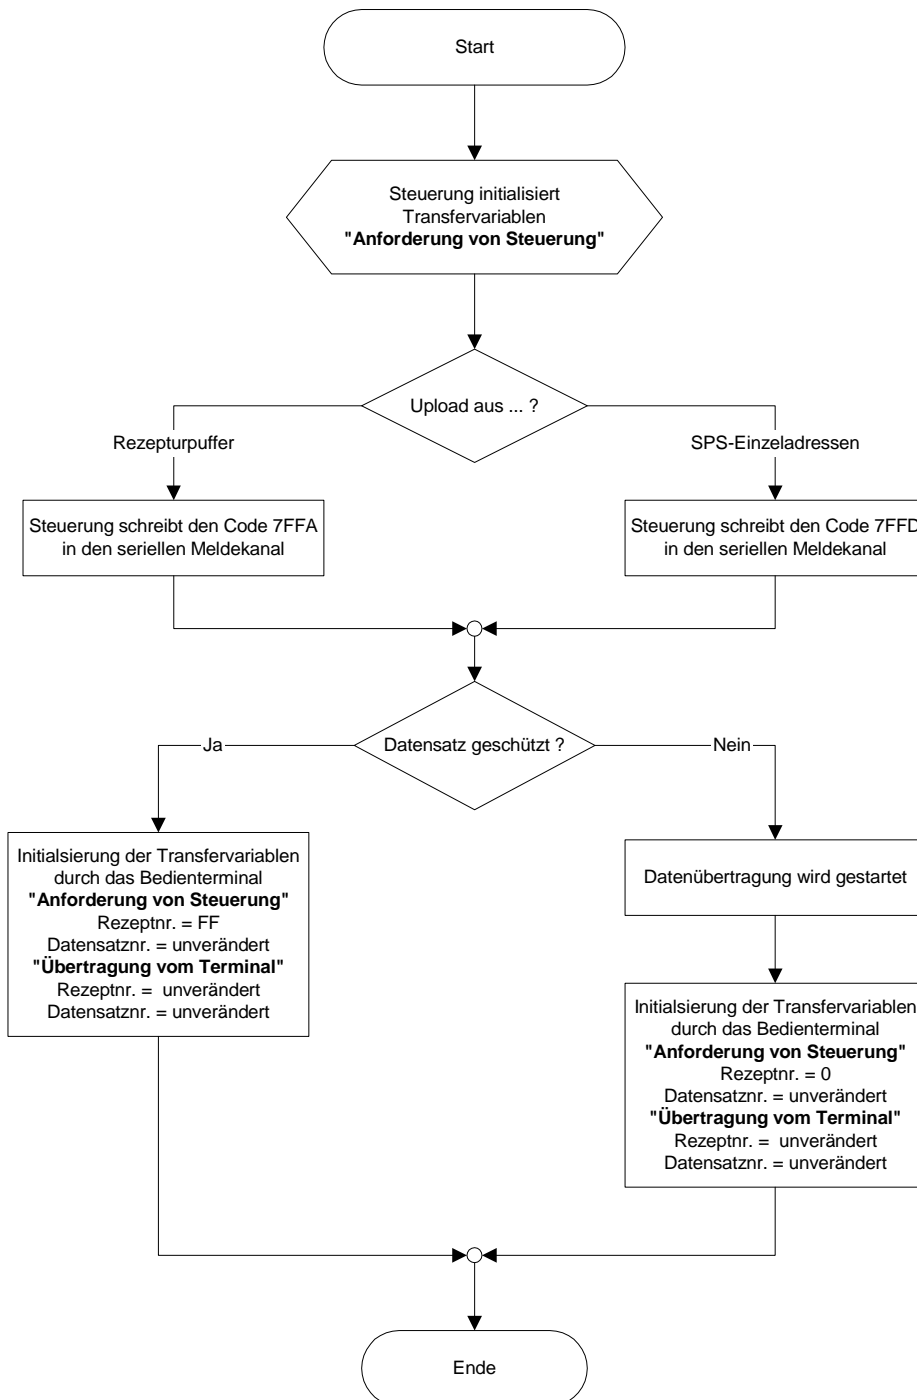 Start
Steuerung initialisiert
Transfervariablen
"Anforderung von Steuerung"
Upload aus ... ?
Rezepturpuffer
SPS-Einzeladressen
Steuerung schreibt den Code 7FFA
in den seriellen Meldekanal
Steuerung schreibt den Code 7FFD
in den seriellen Meldekanal
Datensatz geschützt ?
Ja
Nein
Initialsierung der Transfervariablen
durch das Bedienterminal
"Anforderung von Steuerung"
Rezeptnr. = FF
Datensatznr. = unverändert
"Übertragung vom Terminal"
Rezeptnr. =  unverändert
Datensatznr. = unverändert
Datenübertragung wird gestartet
Initialsierung der Transfervariablen
durch das Bedienterminal
"Anforderung von Steuerung"
Rezeptnr. = 0
Datensatznr. = unverändert
"Übertragung vom Terminal"
Rezeptnr. =  unverändert
Datensatznr. = unverändert
Ende